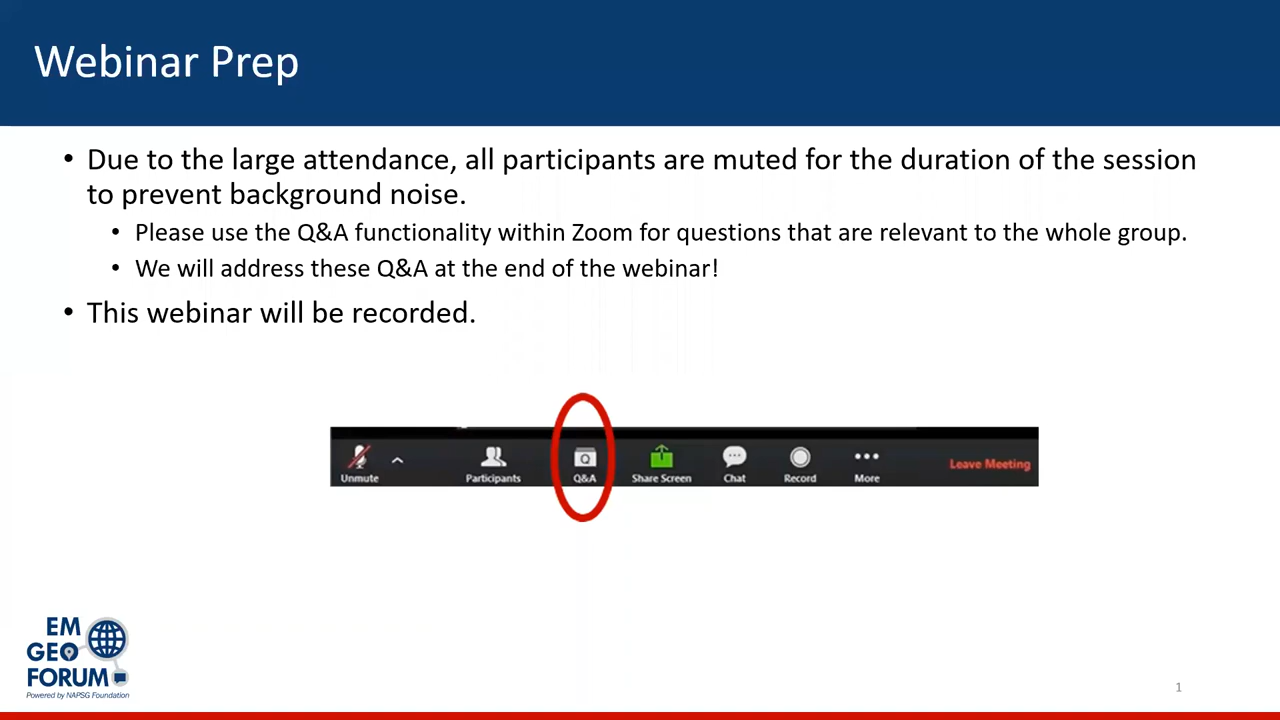 Webinar Prep
• Due to the large attendance, all participants are muted for the duration of the session
to prevent background noise.
• Please use the Q&A functionality within Zoom for questions that are relevant to the whole group.
• We will address these Q&A at the end of the webinar!
• This webinar will be recorded.
Unmute
Participants
Q
Q&A
Share Screen
Chat
Record
More
Leave Meeting
EM
GEO
FORUM
Powered by NAPSG Foundation
1